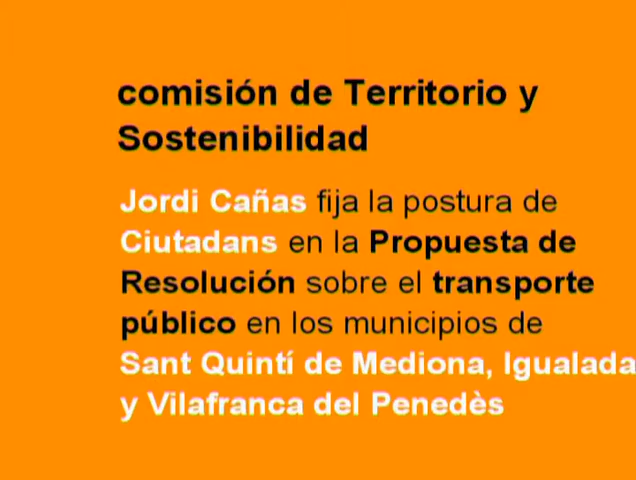 comisión de Territorio y
Sostenibilidad
Jordi Cañas fija la postura de
Ciutadans en la Propuesta de
Resolución sobre el transporte
público en los municipios de
Sant Quintí de Mediona, Igualada
y Vilafranca del Penedès